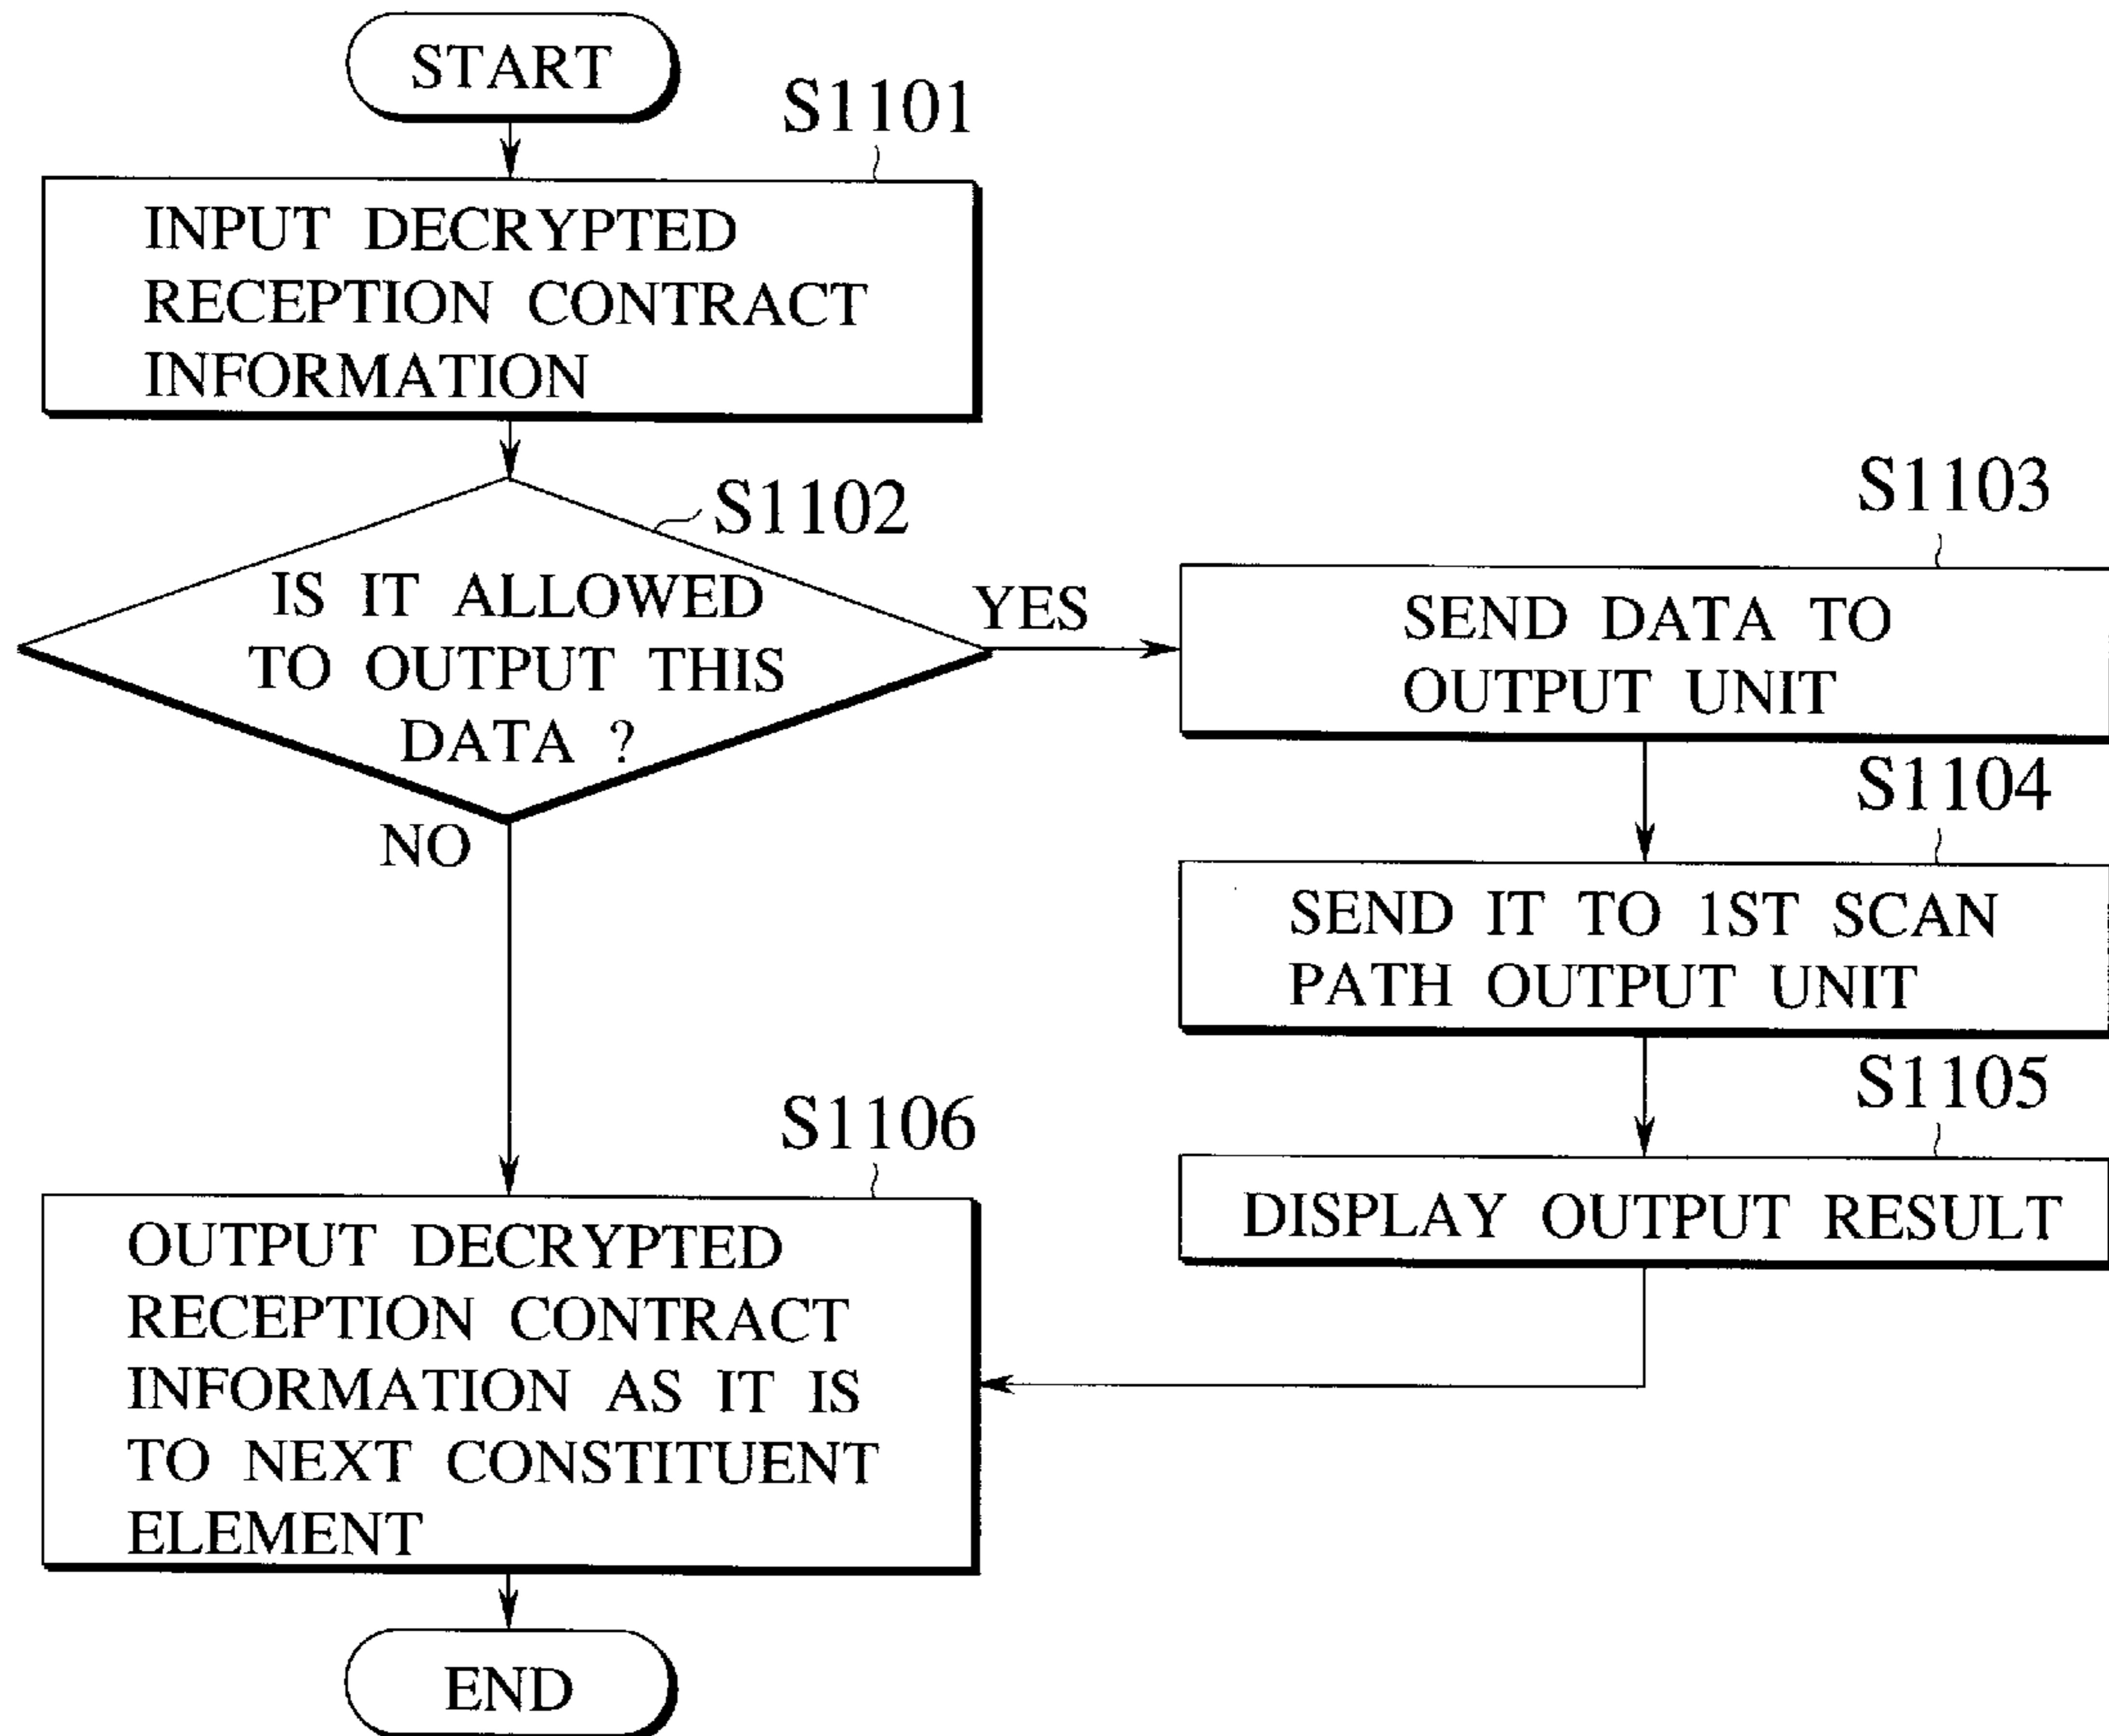 START
S1101
INPUT DECRYPTED
RECEPTION CONTRACT
INFORMATION
S1102
IS IT ALLOWED
TO OUTPUT THIS
DATA ?
YES
NO
S1103
SEND DATA TO
OUTPUT UNIT
S1104
SEND IT TO 1ST SCAN
PATH OUTPUT UNIT
S1105
DISPLAY OUTPUT RESULT
S1106
OUTPUT DECRYPTED
RECEPTION CONTRACT
INFORMATION AS IT IS
TO NEXT CONSTITUENT
ELEMENT
END